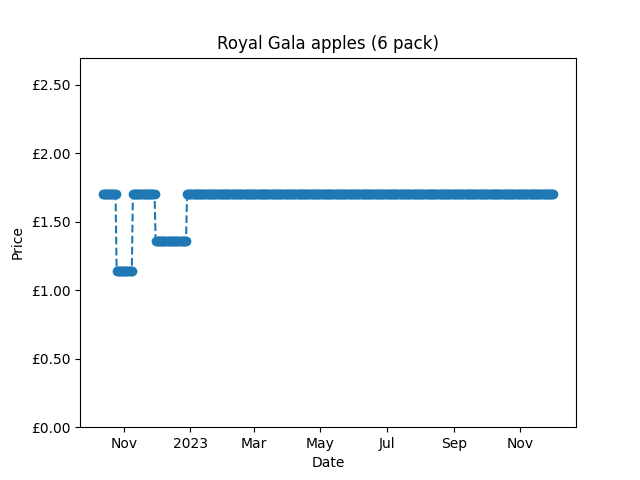 Royal Gala apples (6 pack)
£2.50
£2.00
£1.50
£1.00
£0.50
£0.00
Price
Nov 2023 Mar May Jul Sep Nov
Date